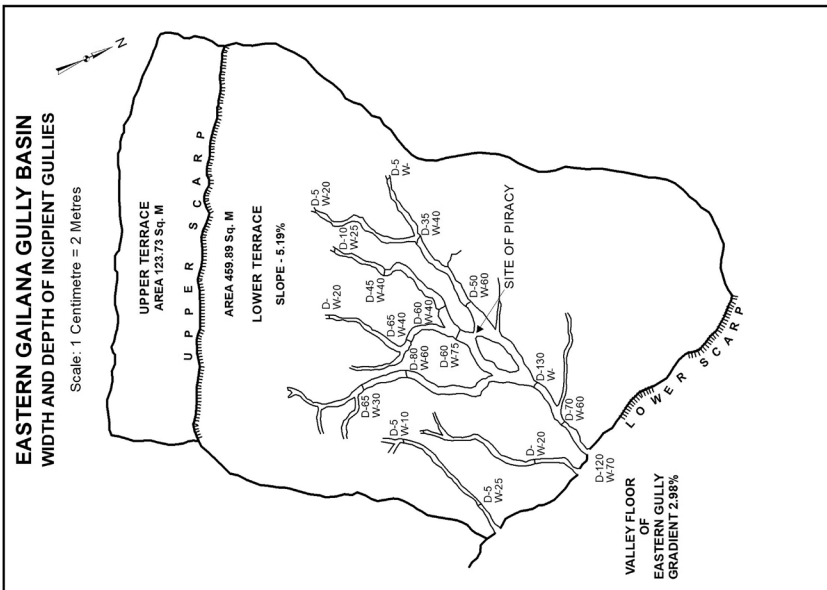 EASTERN GAILANA GULLY BASIN
WIDTH AND DEPTH OF INCIPIENT GULLIES
Scale: 1 Centimetre = 2 Metres
N
UPPER TERRACE
AREA 123.73 Sq. M
UPPER SCARP
AREA 459.89 Sq. M
LOWER TERRACE
SLOPE - 5.19%
D-5
W-20
D-5
W-
D-10
W-25
D-35
W-40
D-45
W-40
D-
W-20
D-60
W-40
D-65
W-40
D-50
W-60
SITE OF PIRACY
D-80
W-60
D-60
W-75
D-65
W-30
D-130
W-
D-5
W-10
D-70
W-60
D-
W-20
D-5
W-25
D-120
W-70
LOWER SCARP
VALLEY FLOOR
OF
EASTERN GULLY
GRADIENT 2.98%